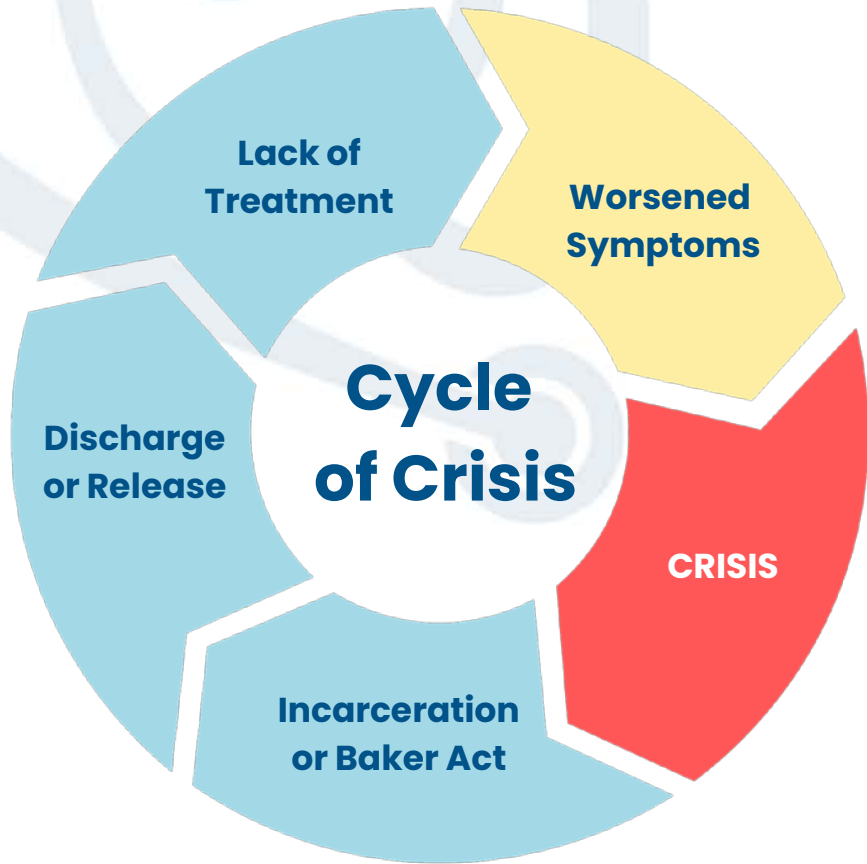 Lack of
Treatment
Worsened
Symptoms
Cycle
of Crisis
Discharge
or Release
CRISIS
Incarceration
or Baker Act